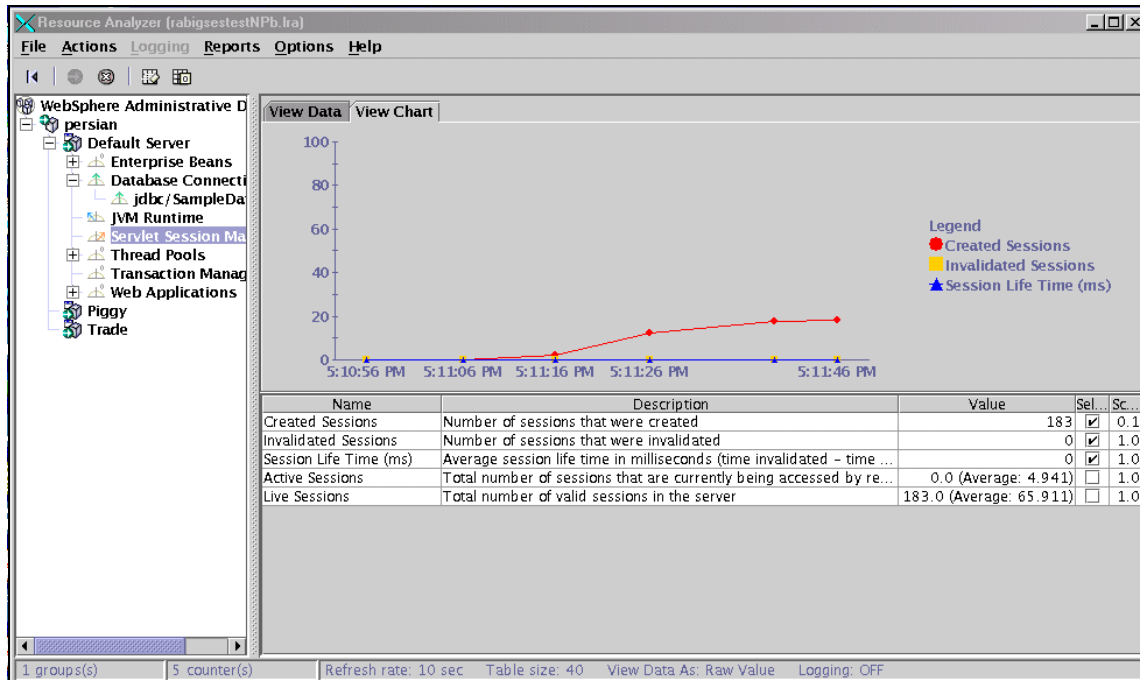 Resource Analyzer (rabigsestestNPb.lra)
File Actions Logging Reports Options Help
WebSphere Administrative D
persian
Default Server
Enterprise Beans
Database Connecti
jdbc/SampleDa
JVM Runtime
Servlet Session Ma
Thread Pools
Transaction Manag
Web Applications
Piggy
Trade
View Data View Chart
100
80
60
40
20
0
5:10:56 PM 5:11:06 PM 5:11:16 PM 5:11:26 PM 5:11:46 PM
Legend
Created Sessions
Invalidated Sessions
Session Life Time (ms)
Name Description Value Sel... Sc...
Created Sessions Number of sessions that were created 183 0.1
Invalidated Sessions Number of sessions that were invalidated 0 1.0
Session Life Time (ms) Average session life time in milliseconds (time invalidated - time ... 0 1.0
Active Sessions Total number of sessions that are currently being accessed by re... 0.0 (Average: 4.941) 1.0
Live Sessions Total number of valid sessions in the server 183.0 (Average: 65.911) 1.0
1 groups(s) 5 counter(s) Refresh rate: 10 sec Table size: 40 View Data As: Raw Value Logging: OFF